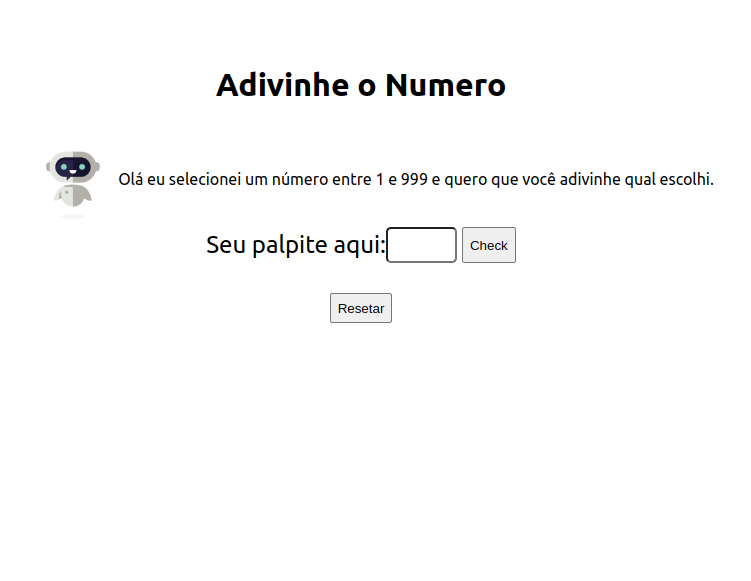 Adivinhe o Numero
Olá eu selecionei um número entre 1 e 999 e quero que você adivinhe qual escolhi.
Seu palpite aqui: Check
Resetar